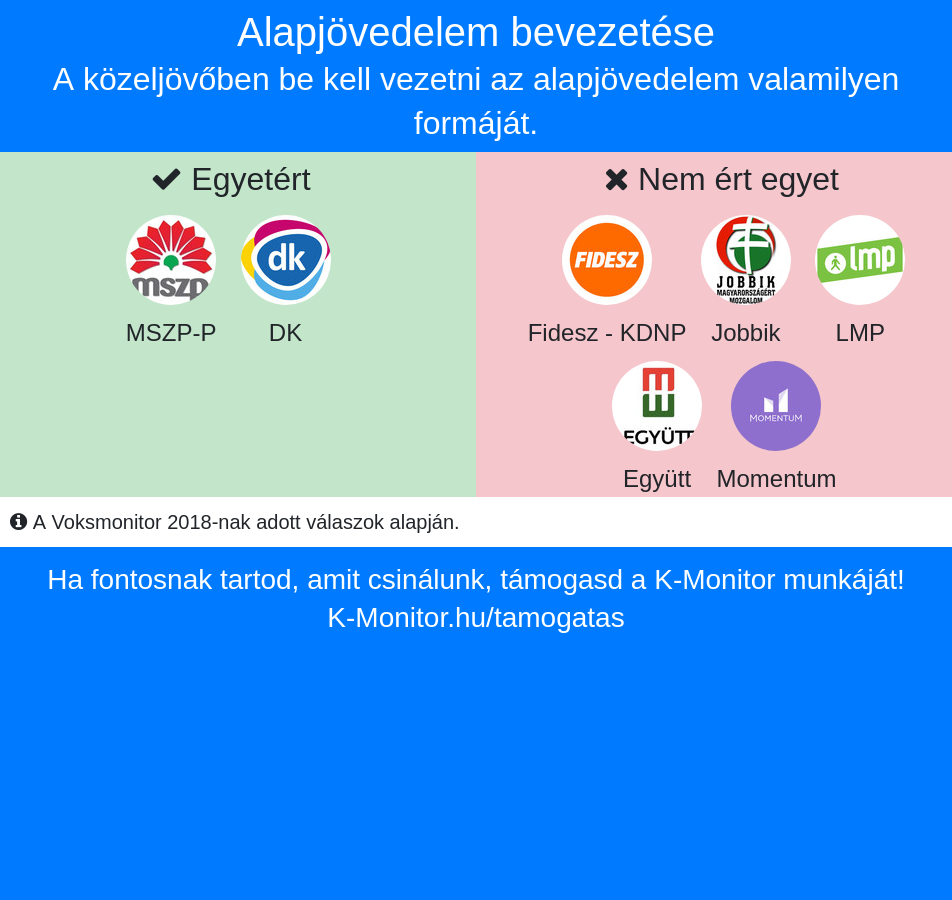 Alapjövedelem bevezetése
A közeljövőben be kell vezetni az alapjövedelem valamilyen
formáját.
Egyetért
Nem ért egyet
mszp
dk
FIDESZ
JOBBIK
MAGYARORSZÁGÉRT
MOZGALOM
lmp
MSZP-P
DK
Fidesz - KDNP
Jobbik
LMP
EGYÜTT
MOMENTUM
Együtt
Momentum
A Voksmonitor 2018-nak adott válaszok alapján.
Ha fontosnak tartod, amit csinálunk, támogasd a K-Monitor munkáját!
K-Monitor.hu/tamogatas